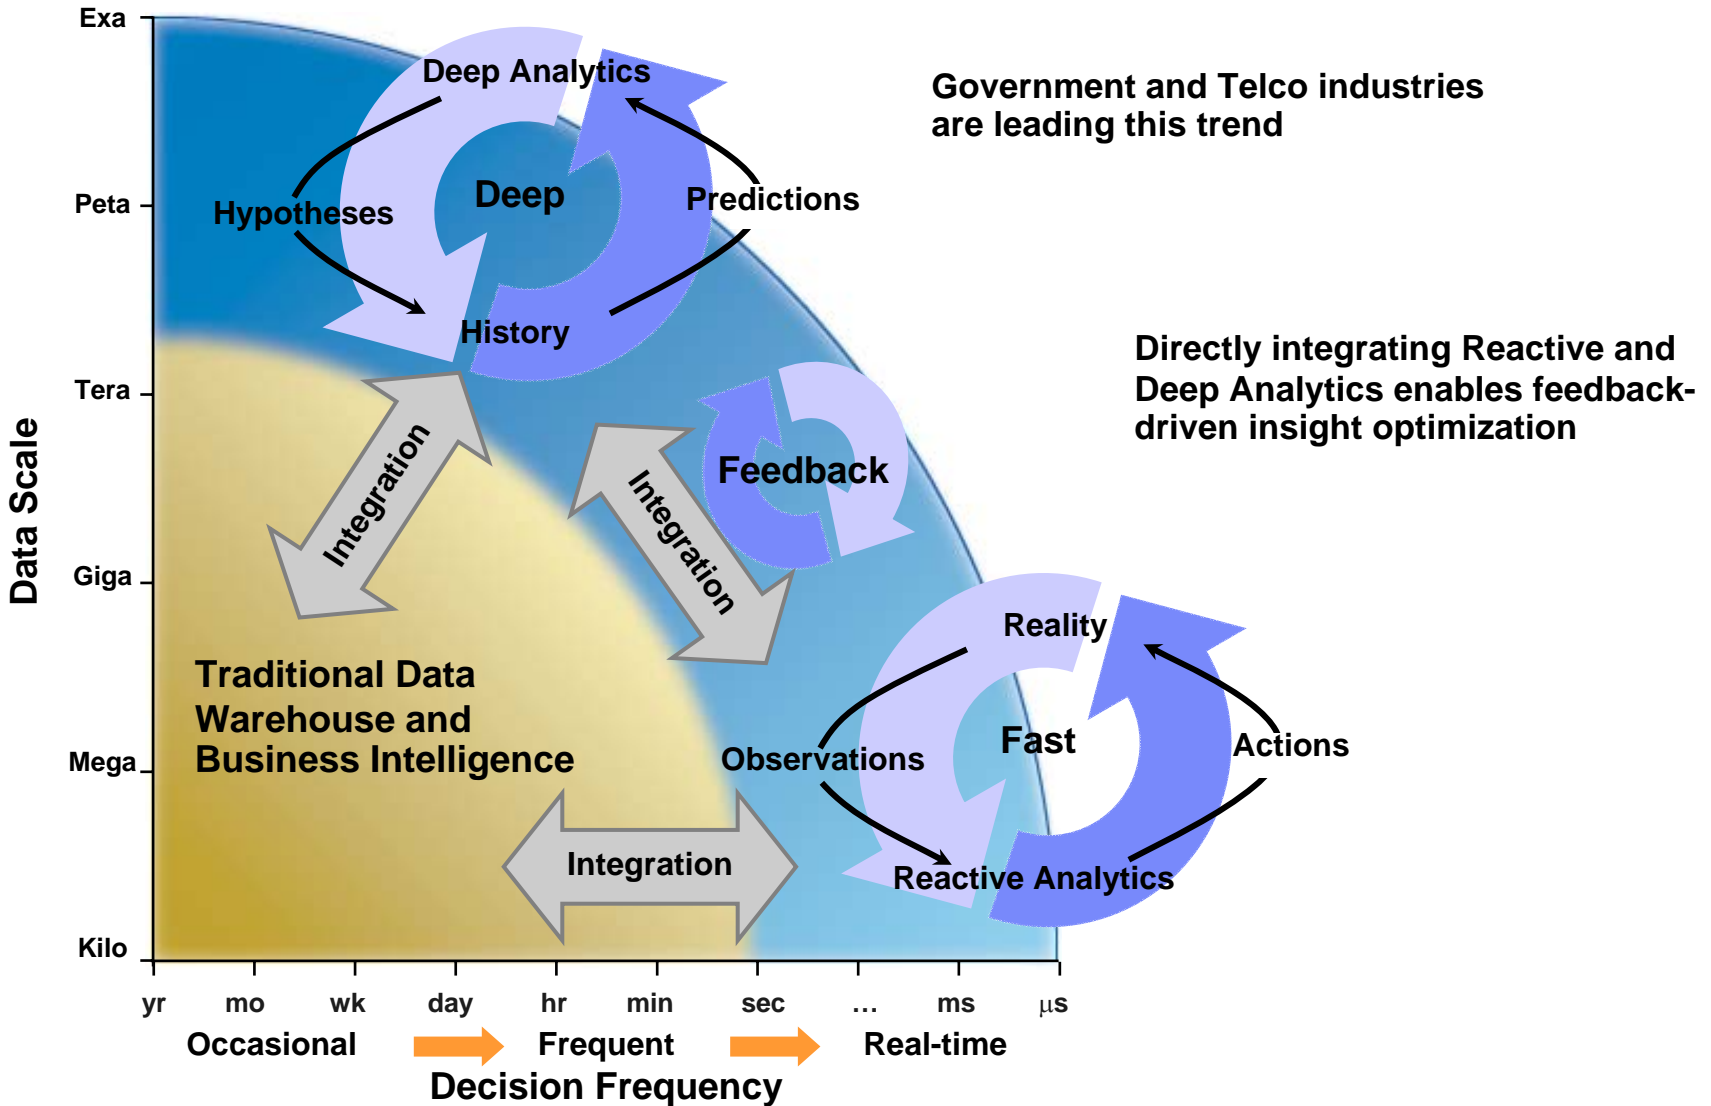 Exa
Peta
Tera
Giga
Mega
Kilo
Data Scale
Deep Analytics
Hypotheses
Deep
Predictions
History
Government and Telco industries
are leading this trend
Directly integrating Reactive and
Deep Analytics enables feedback-
driven insight optimization
Integration
Integration
Feedback
Traditional Data
Warehouse and
Business Intelligence
Integration
Reality
Observations
Fast
Actions
Reactive Analytics
yr mo wk day hr min sec … ms μs
Occasional Frequent Real-time
Decision Frequency